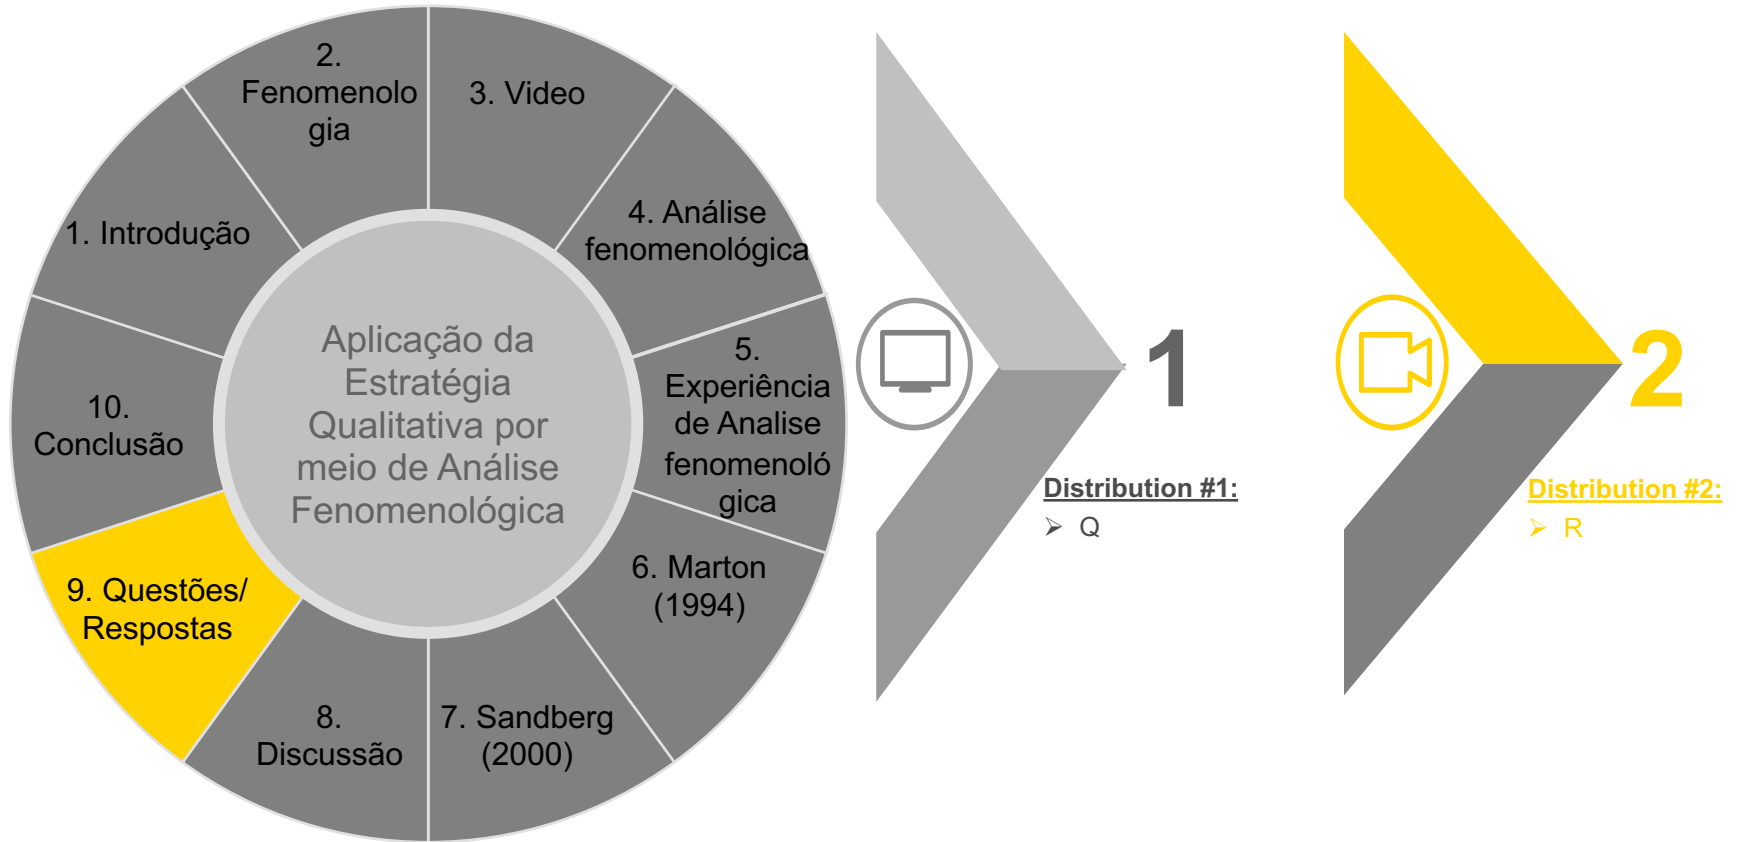 2.
Fenomenolo
gia
3. Video
1. Introdução
4. Análise
fenomenológica
5.
Experiência
de Analise
fenomenoló
gica
10.
Conclusão
Aplicação da
Estratégia
Qualitativa por
meio de Análise
Fenomenológica
9. Questões/
Respostas
6. Marton
(1994)
8.
Discussão
7. Sandberg
(2000)
1
Distribution #1:
➢ Q
2
Distribution #2:
➢ R